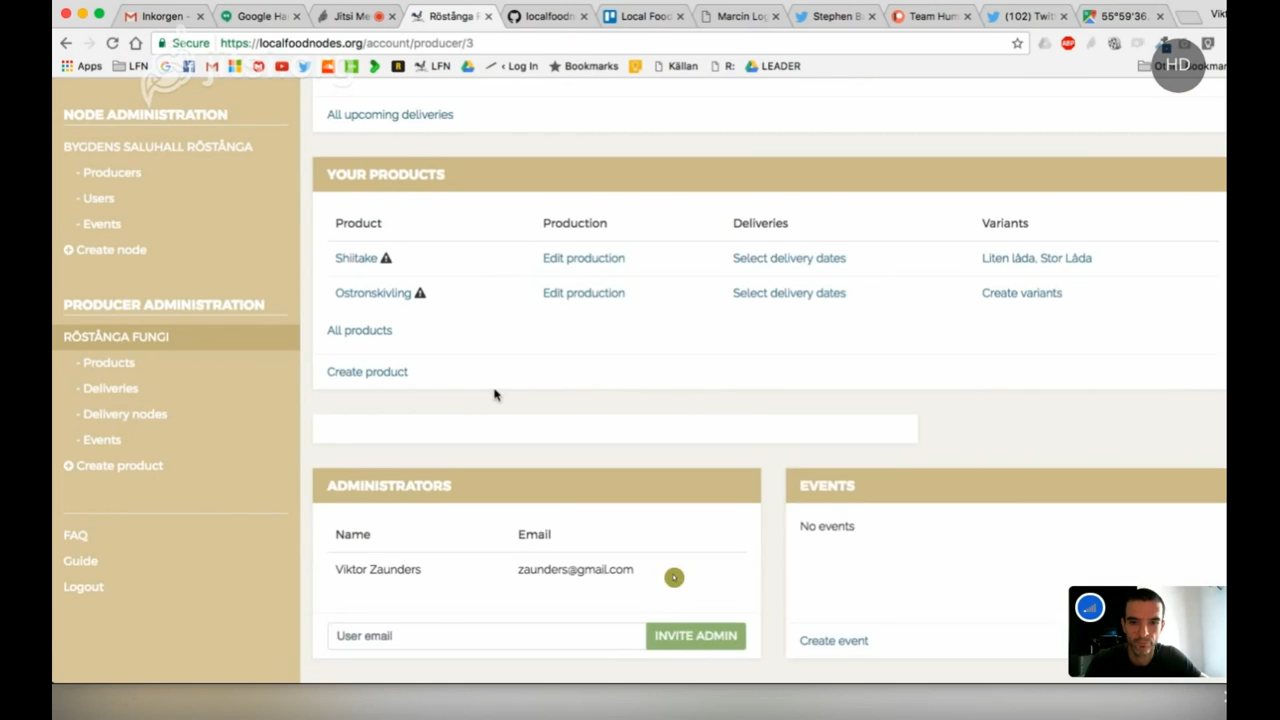 Inkorgen -
Google Ha
Jitsi Me
Röstånga F
localfoodn
Local Food
Marcin Lo
Stephen B
Team Hum
(102) Twit
55°59'36.
Vikt
Secure
https://localfoodnodes.org/account/producer/3
HD
Apps
LFN
LFN
< Log In
Bookmarks
Källan
R:
LEADER
NODE ADMINISTRATION
BYGDENS SALUHALL RÖSTÅNGA
- Producers
- Users
- Events
Create node
PRODUCER ADMINISTRATION
RÖSTÅNGA FUNGI
- Products
- Deliveries
- Delivery nodes
- Events
Create product
FAQ
Guide
Logout
All upcoming deliveries
YOUR PRODUCTS
Product Production Deliveries Variants
Shiitake Edit production Select delivery dates Liten låda, Stor Låda
Ostronskivling Edit production Select delivery dates Create variants
All products
Create product
ADMINISTRATORS
Name Email
Viktor Zaunders zaunders@gmail.com
User email INVITE ADMIN
EVENTS
No events
Create event